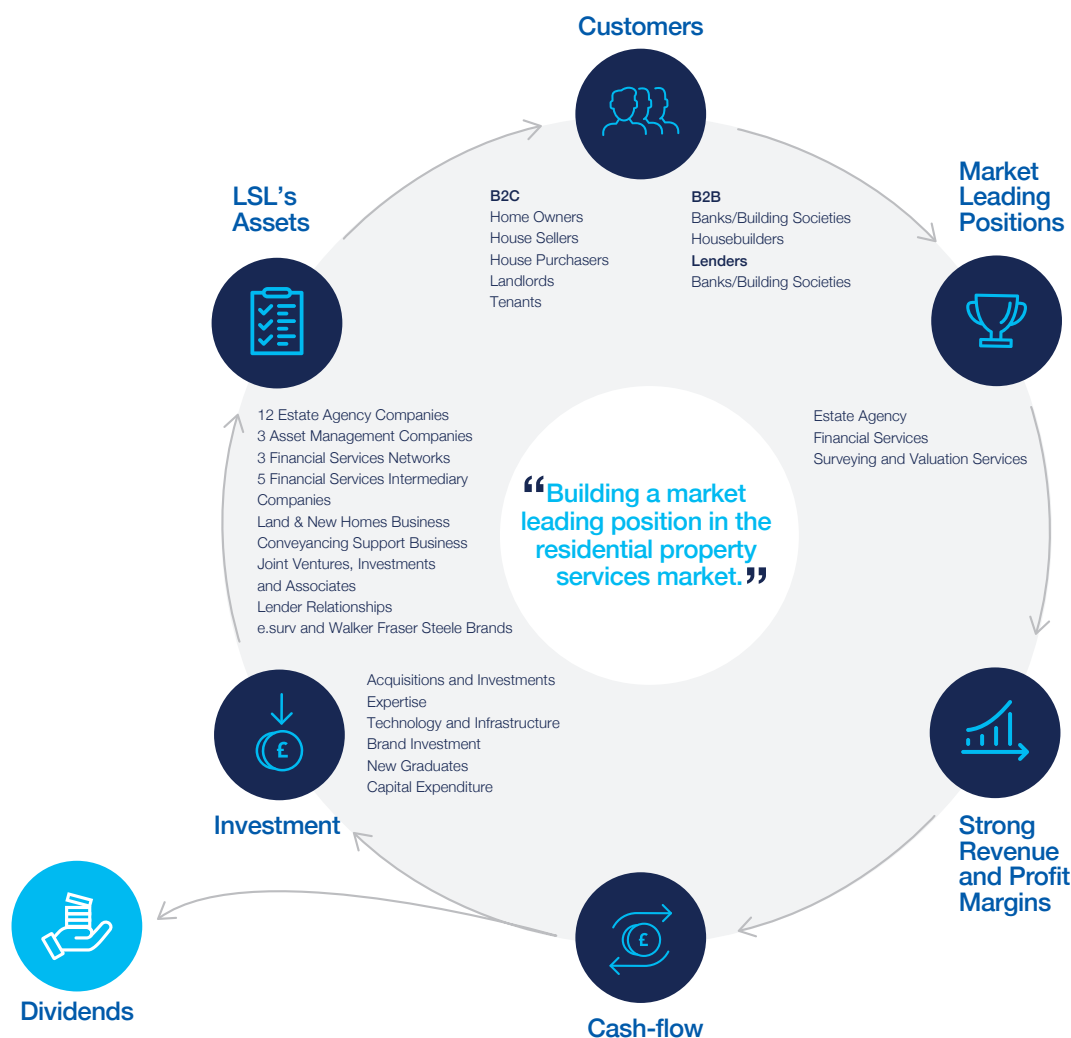 Customers
B2C
Home Owners
House Sellers
House Purchasers
Landlords
Tenants
B2B
Banks/Building Societies
Housebuilders
Lenders
Banks/Building Societies
Market
Leading
Positions
Estate Agency
Financial Services
Surveying and Valuation Services
Strong
Revenue
and Profit
Margins
£
Cash-flow
Dividends
£
Investment
Acquisitions and Investments
Expertise
Technology and Infrastructure
Brand Investment
New Graduates
Capital Expenditure
LSL's
Assets
12 Estate Agency Companies
3 Asset Management Companies
3 Financial Services Networks
5 Financial Services Intermediary
Companies
Land & New Homes Business
Conveyancing Support Business
Joint Ventures, Investments
and Associates
Lender Relationships
e.surv and Walker Fraser Steele Brands
“Building a market
leading position in the
residential property
services market.”